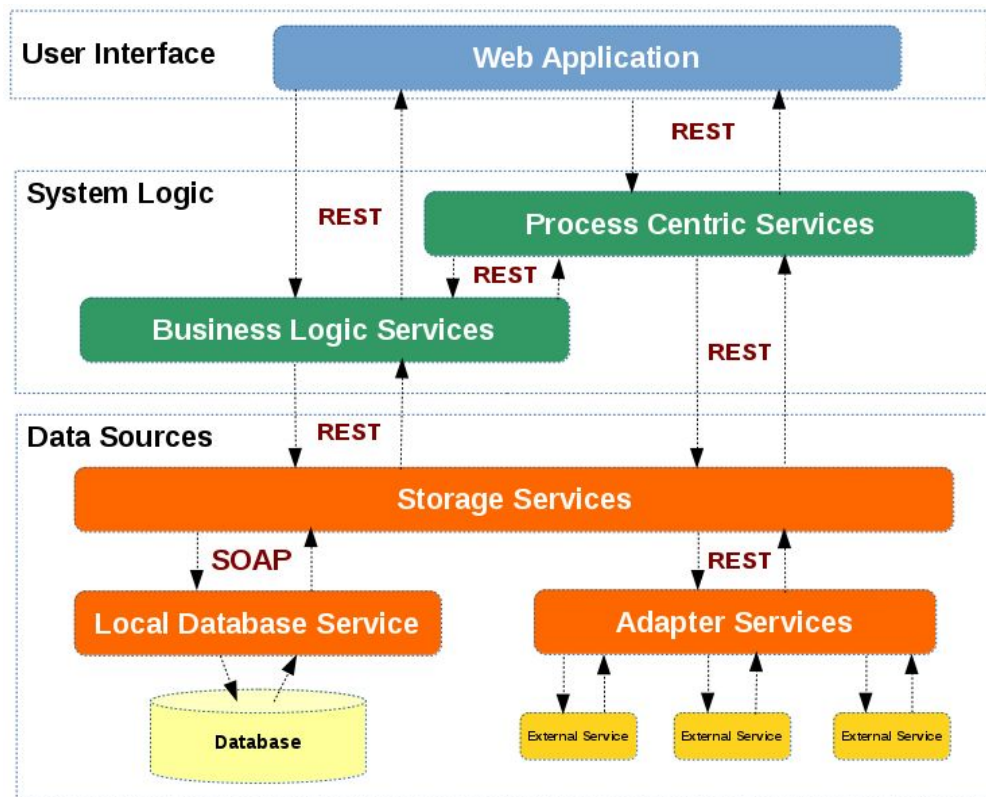 User Interface
Web Application
REST
System Logic
Process Centric Services
REST
REST
Business Logic Services
REST
Data Sources
REST
Storage Services
SOAP
REST
Local Database Service
Adapter Services
Database
External Service
External Service
External Service